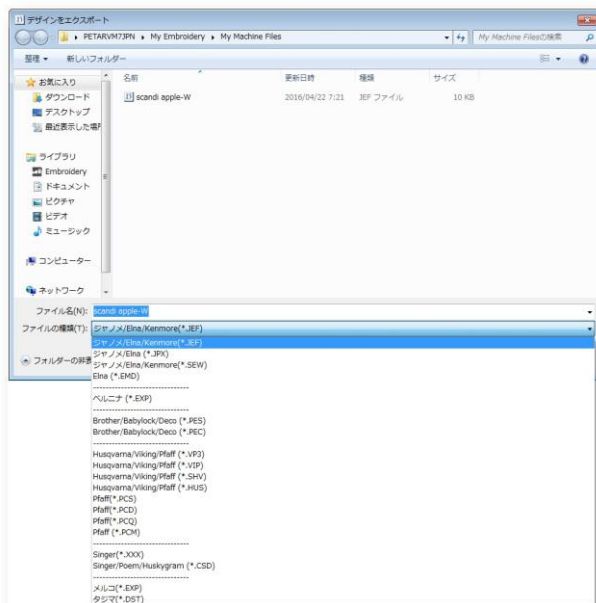 デザインをエクスポート
PETARVM7JPN ▸ My Embroidery ▸ My Machine Files
My Machine Filesの検索
整理 新しいフォルダー
お気に入り
ダウンロード
デスクトップ
最近表示した場所
ライブラリ
Embroidery
ドキュメント
ピクチャ
ビデオ
ミュージック
コンピューター
ネットワーク
名前 更新日時 種類 サイズ
scandi apple-W 2016/04/22 7:21 JEF ファイル 10 KB
ファイル名(N): scandi apple-W
ファイルの種類(T): ジャノメ/Elna/Kenmore(*.JEF)
フォルダーの非表
ジャノメ/Elna/Kenmore(*.JEF)
ジャノメ/Elna (*.JPX)
ジャノメ/Elna/Kenmore(*.SEW)
Elna (*.EMD)
------------------------------
ベルニナ (*.EXP)
------------------------------
Brother/Babylock/Deco (*.PES)
Brother/Babylock/Deco (*.PEC)
------------------------------
Husqvarna/Viking/Pfaff (*.VP3)
Husqvarna/Viking/Pfaff (*.VIP)
Husqvarna/Viking/Pfaff (*.SHV)
Husqvarna/Viking/Pfaff (*.HUS)
Pfaff(*.PCS)
Pfaff(*.PCD)
Pfaff(*.PCQ)
Pfaff (*.PCM)
------------------------------
Singer(*.XXX)
Singer/Poem/Huskygram (*.CSD)
------------------------------
メルコ(*.EXP)
タジマ(*.DST)